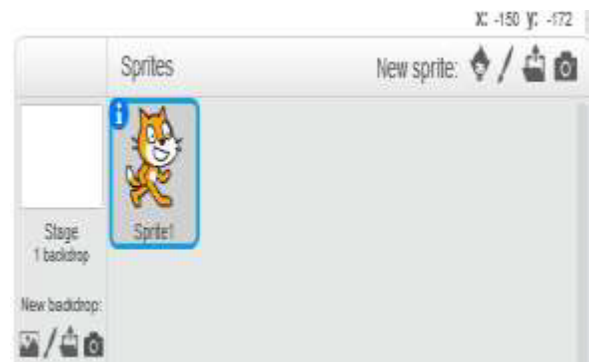 x: -150 y: -172
Sprites
New sprite:
i
Sprite1
Stage
1 backdrop
New backdrop: